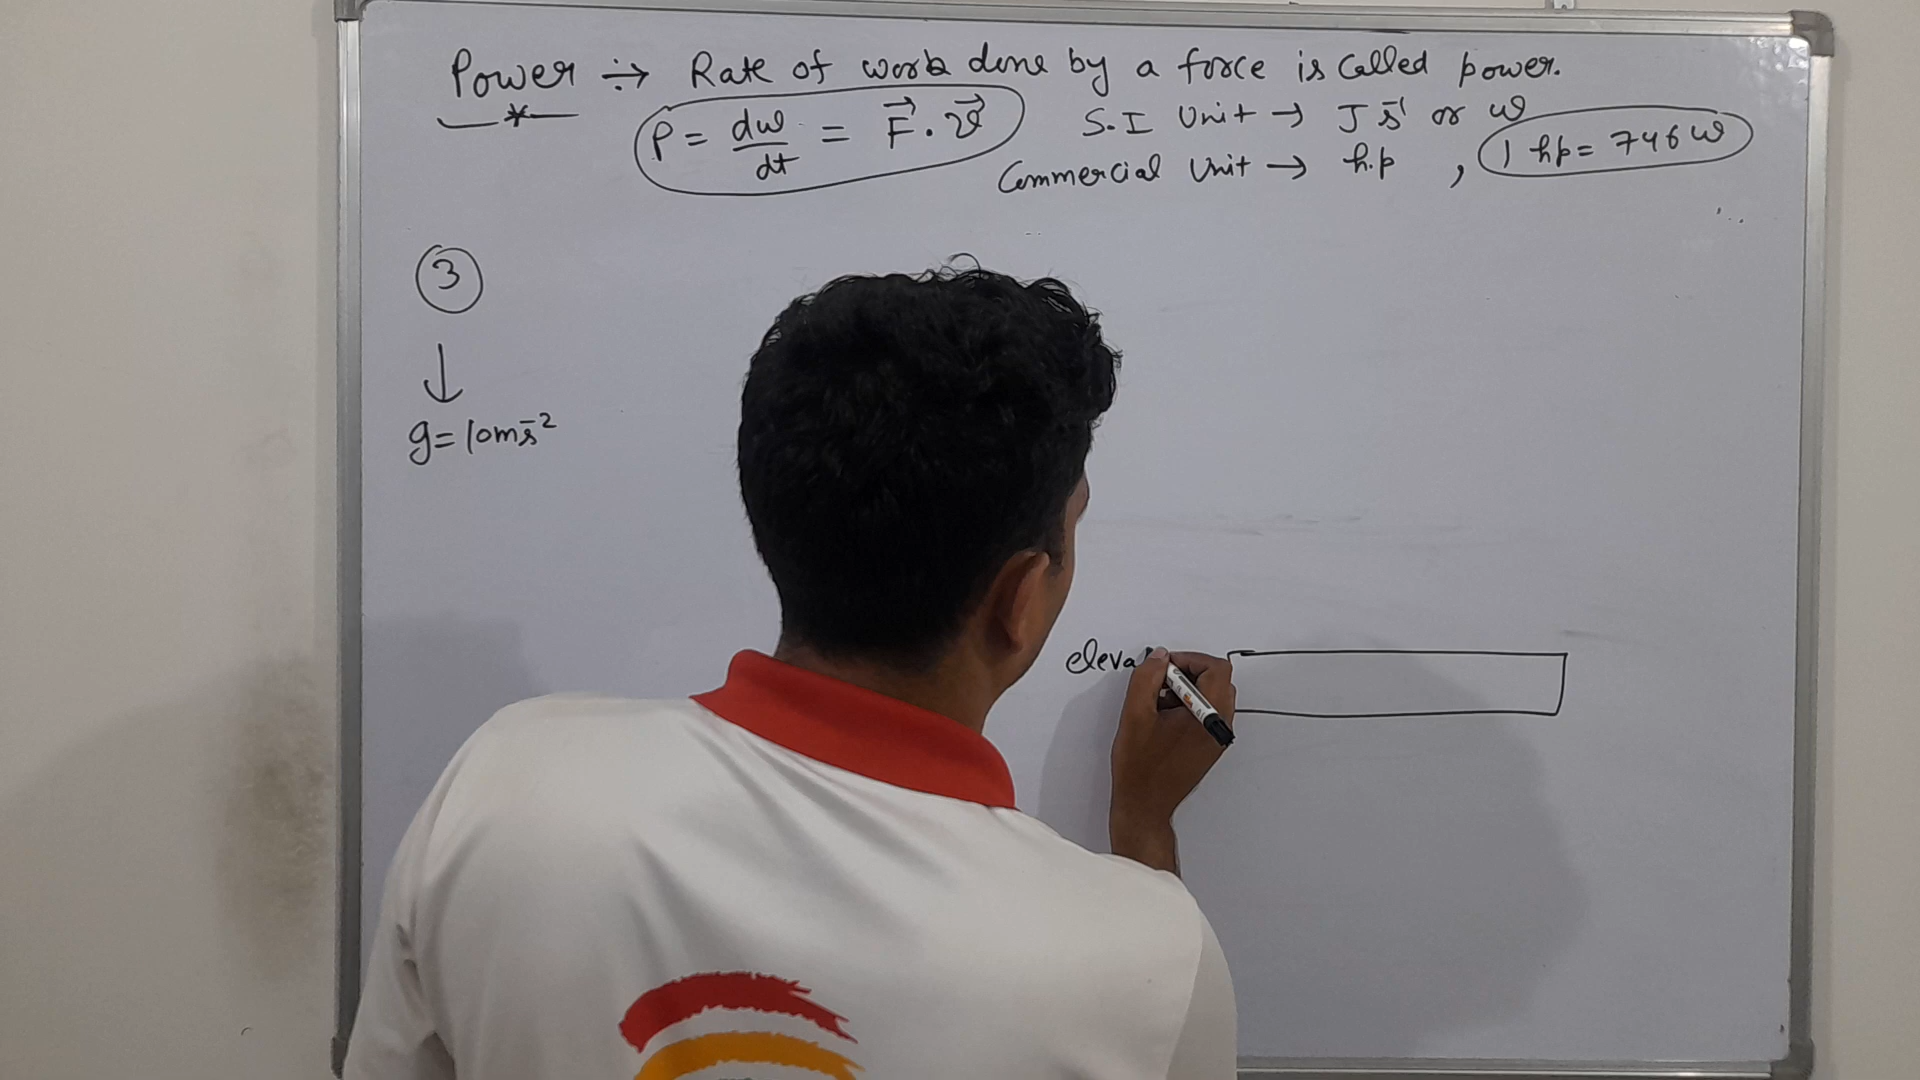 Power ÷→ Rate of work done by a force is called power.
P = dw/dt = F⃗ . v⃗
S.I Unit → J s⁻¹ or w
Commercial Unit → h.p , 1 hp = 746 w
3
↓
g = 10 m s⁻²
eleva